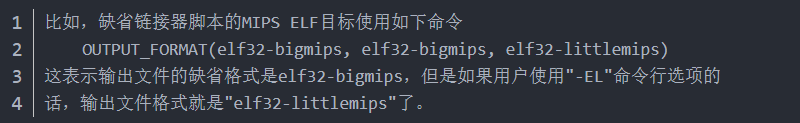 1 比如，缺省链接器脚本的MIPS ELF目标使用如下命令
2     OUTPUT_FORMAT(elf32-bigmips, elf32-bigmips, elf32-littlemips)
3 这表示输出文件的缺省格式是elf32-bigmips，但是如果用户使用"-EL"命令行选项的
4 话，输出文件格式就是"elf32-littlemips"了。